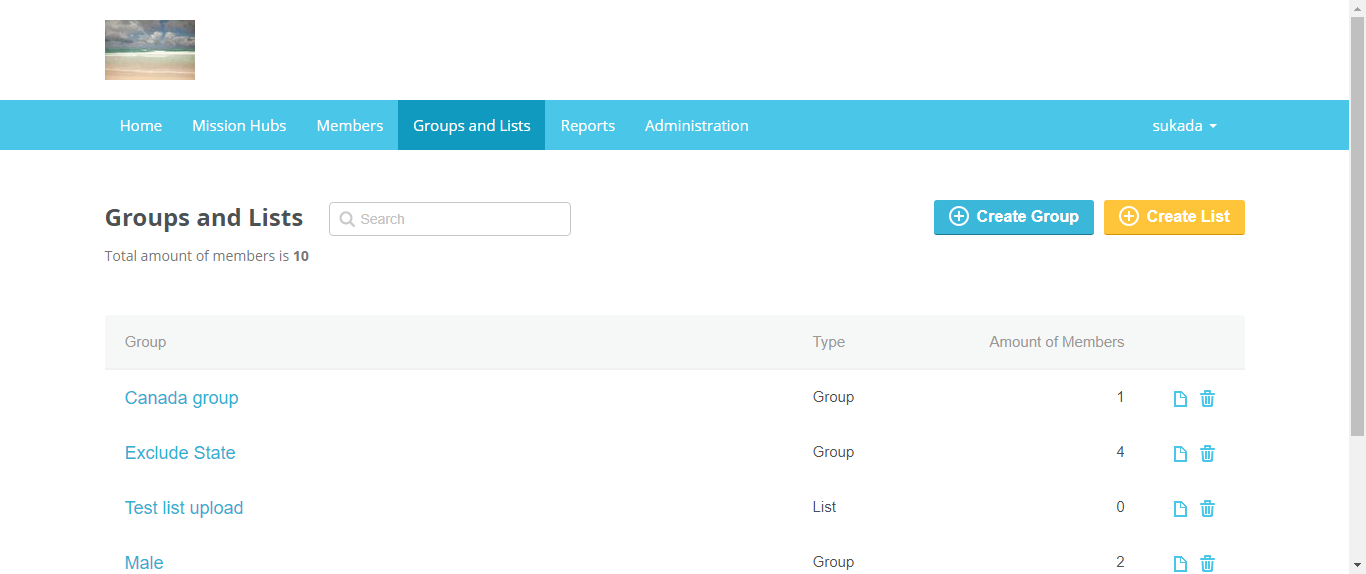 Home Mission Hubs Members Groups and Lists Reports Administration sukada
Groups and Lists Search Create Group Create List
Total amount of members is 10
Group Type Amount of Members
Canada group Group 1
Exclude State Group 4
Test list upload List 0
Male Group 2